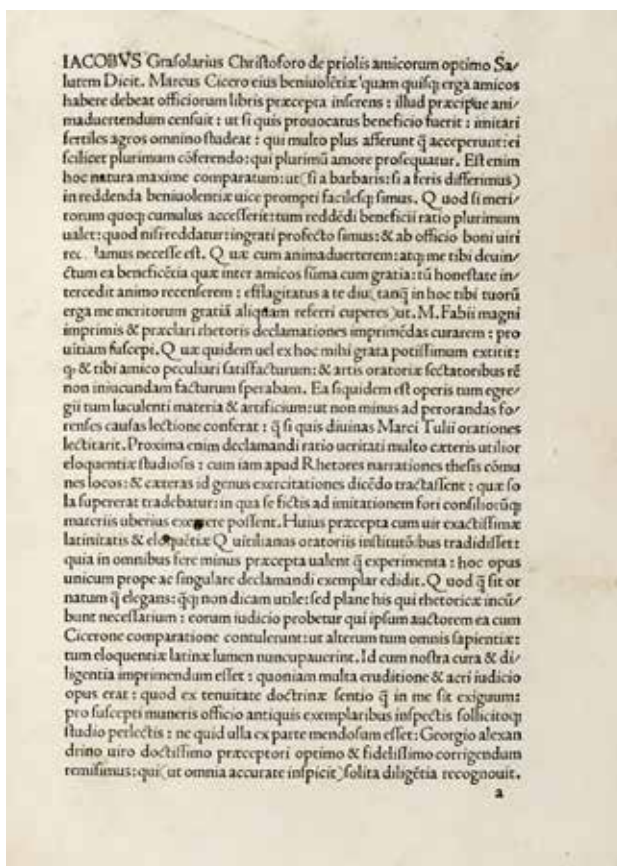 IACOBVS Grasolarius Christoforo de priolis amicorum optimo Sa/
lutem Dicit. Marcus Cicero eius beniuolētiæ quam quisq; erga amicos
habere debeat officiorum libris præcepta inserens : illud præcipue ani/
maduertendum censuit : ut si quis prouocatus beneficio fuerit : imitari
fertiles agros omnino studeat : qui multo plus afferunt q̄ acceperunt: ei
scilicet plurimum cōferendo: qui plurimū amore prosequatur. Est enim
hoc natura maxime comparatum: ut (si a barbaris: si a feris differimus)
in reddenda beniuolentiæ uice prompti facilesq; simus. Q uod si meri/
torum quoq; cumulus accesserit: tum reddēdi beneficii ratio plurimum
ualet: quod nisi reddatur: ingrati profecto simus: & ab officio boni uiri
lamus necesse est. Q uæ cum animaduerterem: atq; me tibi deuin/
ctum ea beneficētia quæ inter amicos sūma cum gratia: tū honestate in/
tercedit animo recenserem : efflagitatus a te diu (tanq̄ in hoc tibi tuorū
erga me meritorum gratiā aliquam referri cuperes) ut. M. Fabii magni
imprimis & præclari rhetoris declamationes imprimēdas curarem : pro
uitiam suscepi. Q uæ quidem uel ex hoc mihi grata potissimum extitit:
q; & tibi amico peculiari satisfacturum: & artis oratoriæ sectatoribus rē
non iniucundam facturum sperabam. Ea siquidem est operis tum egre/
gii tum luculenti materia & artificium: ut non minus ad perorandas fo/
renses causas lectione conferat : q̄ si quis diuinas Marci Tulii orationes
lectitarit. Proxima enim declamandi ratio ueritati multo cæteris utilior
eloquentiæ studiosis : cum iam apud Rhetores narrationes thesis cōmu
nes locos: & cæteras id genus exercitationes dicēdo tractassent : quæ so
la supererat tradebatur: in qua se fictis ad imitationem fori consiliorūq;
materiis uberius exercere possent. Huius præcepta cum uir exactissimæ
latinitatis & eloquētiæ Q uitilianus oratoriis institutōibus tradidisset:
quia in omnibus fere minus præcepta ualent q̄ experimenta : hoc opus
unicum prope ac singulare declamandi exemplar edidit. Q uod q̄ sit or
natum q̄ elegans: q̄q; non dicam utile: sed plane his qui rhetoricæ incū/
bunt necessarium : eorum iudicio probetur qui ipsum auctorem ea cum
Cicerone comparatione contulerunt: ut alterum tum omnis sapientiæ:
tum eloquentiæ latinæ lumen nuncupauerint. Id cum nostra cura & di/
ligentia imprimendum esset : quoniam multa eruditione & acri iudicio
opus erat : quod ex tenuitate doctrinæ sentio q̄ in me sit exiguum:
pro suscepti muneris officio antiquis exemplaribus inspectis sollicitoq;
studio perlectis : ne quid ulla ex parte mendosum esset: Georgio alexan
drino uiro doctissimo præceptori optimo & fidelissimo corrigendum
remisimus: qui (ut omnia accurate inspicit) solita diligētia recognouit.
a